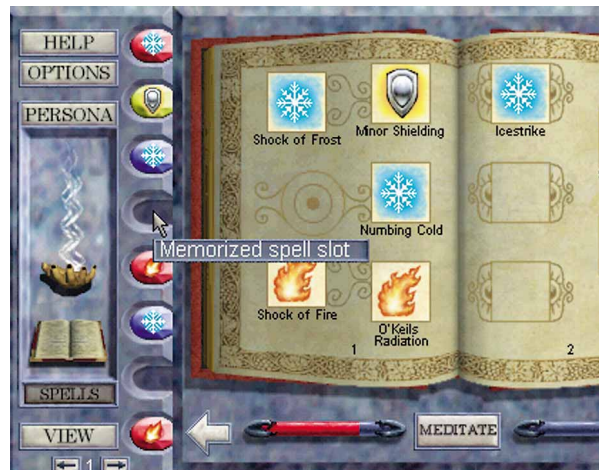 HELP
OPTIONS
PERSONA
SPELLS
VIEW
1
Memorized spell slot
Shock of Frost
Minor Shielding
Icestrike
Numbing Cold
Shock of Fire
O'Keils
Radiation
1
2
MEDITATE